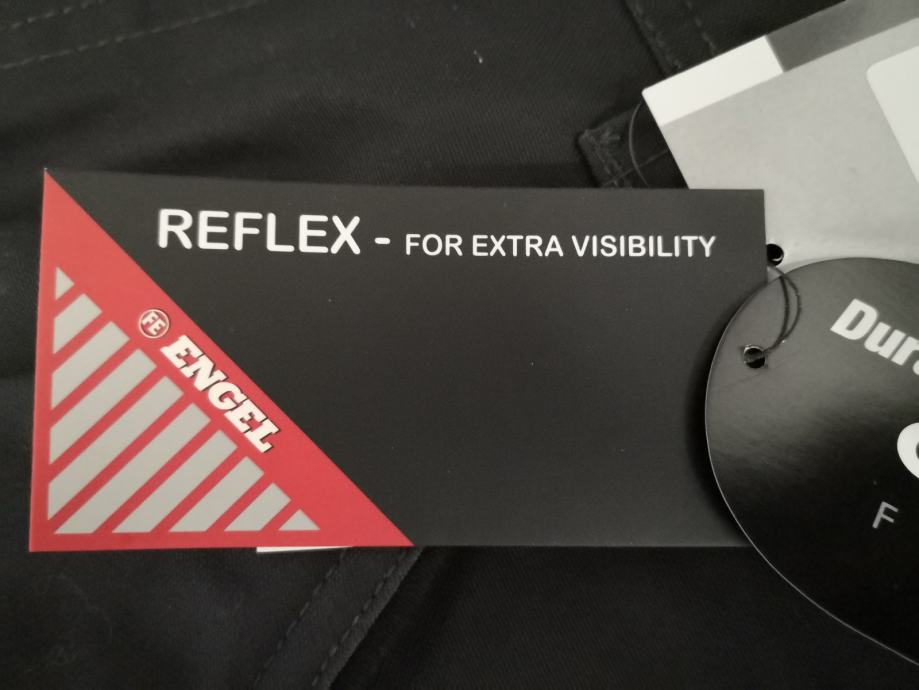 REFLEX - FOR EXTRA VISIBILITY
FE ENGEL
F